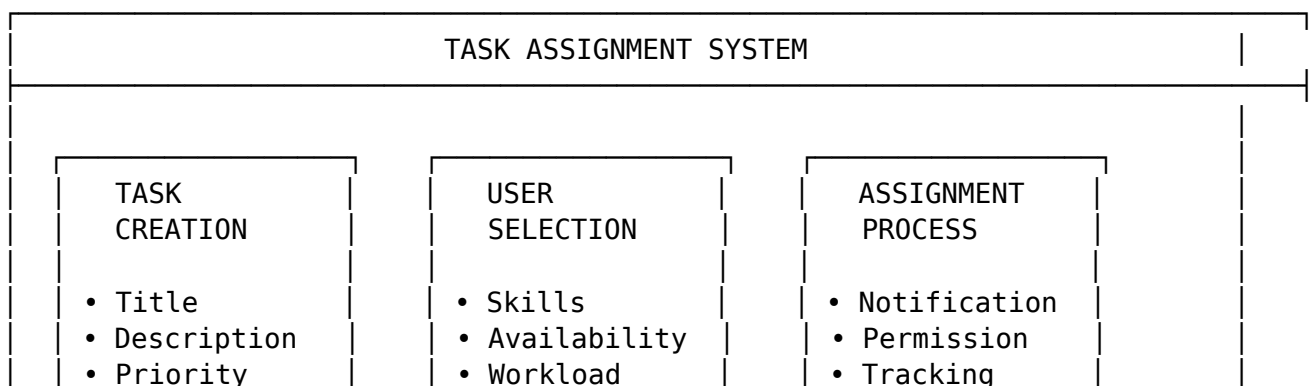 TASK ASSIGNMENT SYSTEM
TASK USER ASSIGNMENT
CREATION SELECTION PROCESS
• Title • Skills • Notification
• Description • Availability • Permission
• Priority • Workload • Tracking